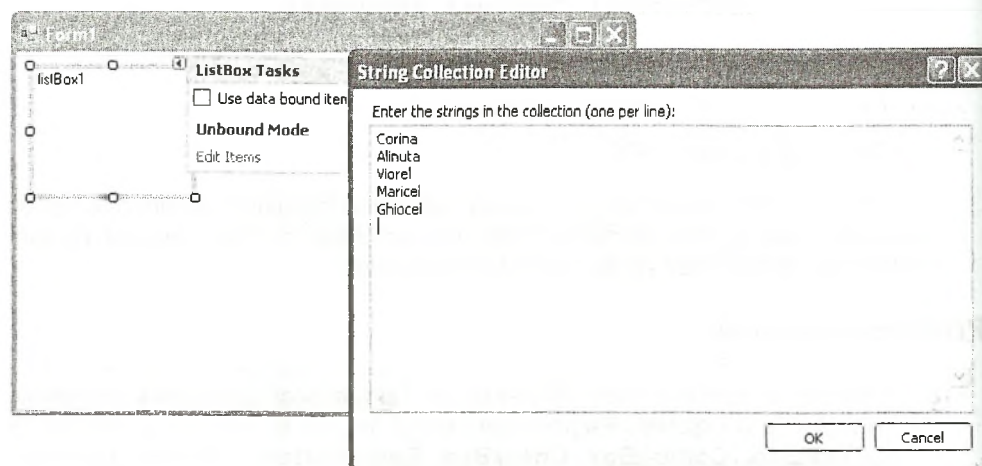 Form1
listBox1
ListBox Tasks
Use data bound iten
Unbound Mode
Edit Items
String Collection Editor
Enter the strings in the collection (one per line):
Corina
Alinuta
Viorel
Maricel
Ghiocel
OK
Cancel